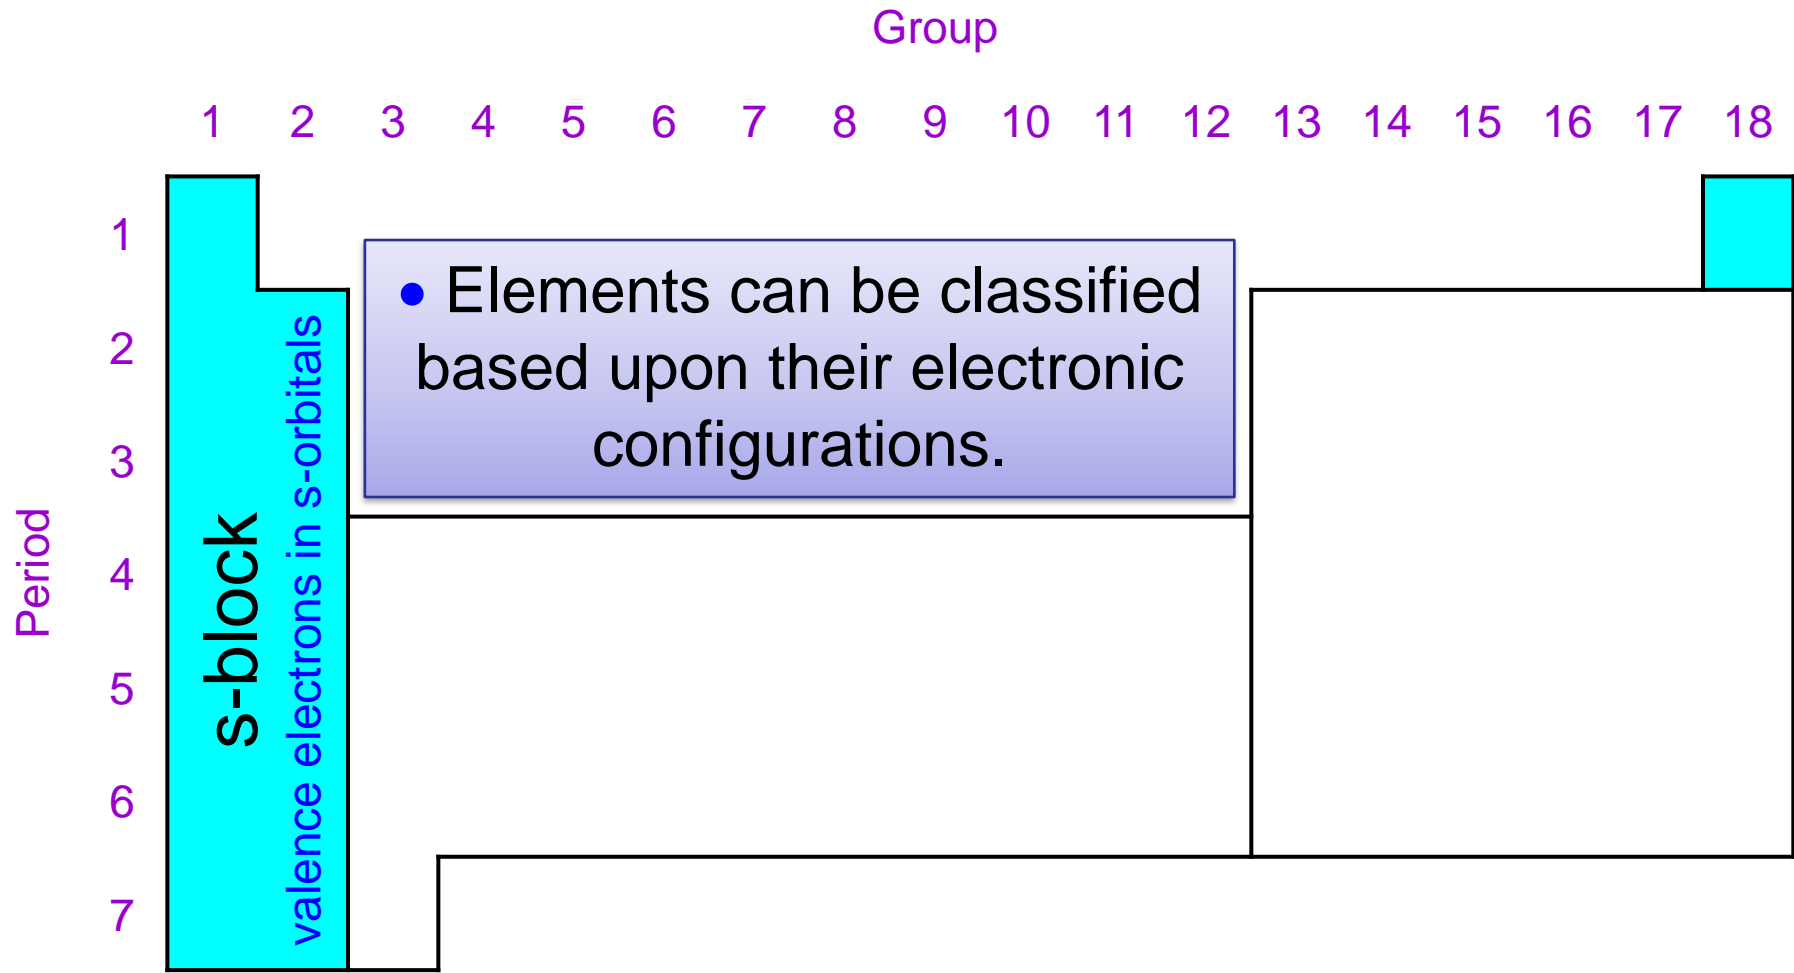 Group
1 2 3 4 5 6 7 8 9 10 11 12 13 14 15 16 17 18
Period
1
2
3
4
5
6
7
s-block
valence electrons in s-orbitals
• Elements can be classified
based upon their electronic
configurations.